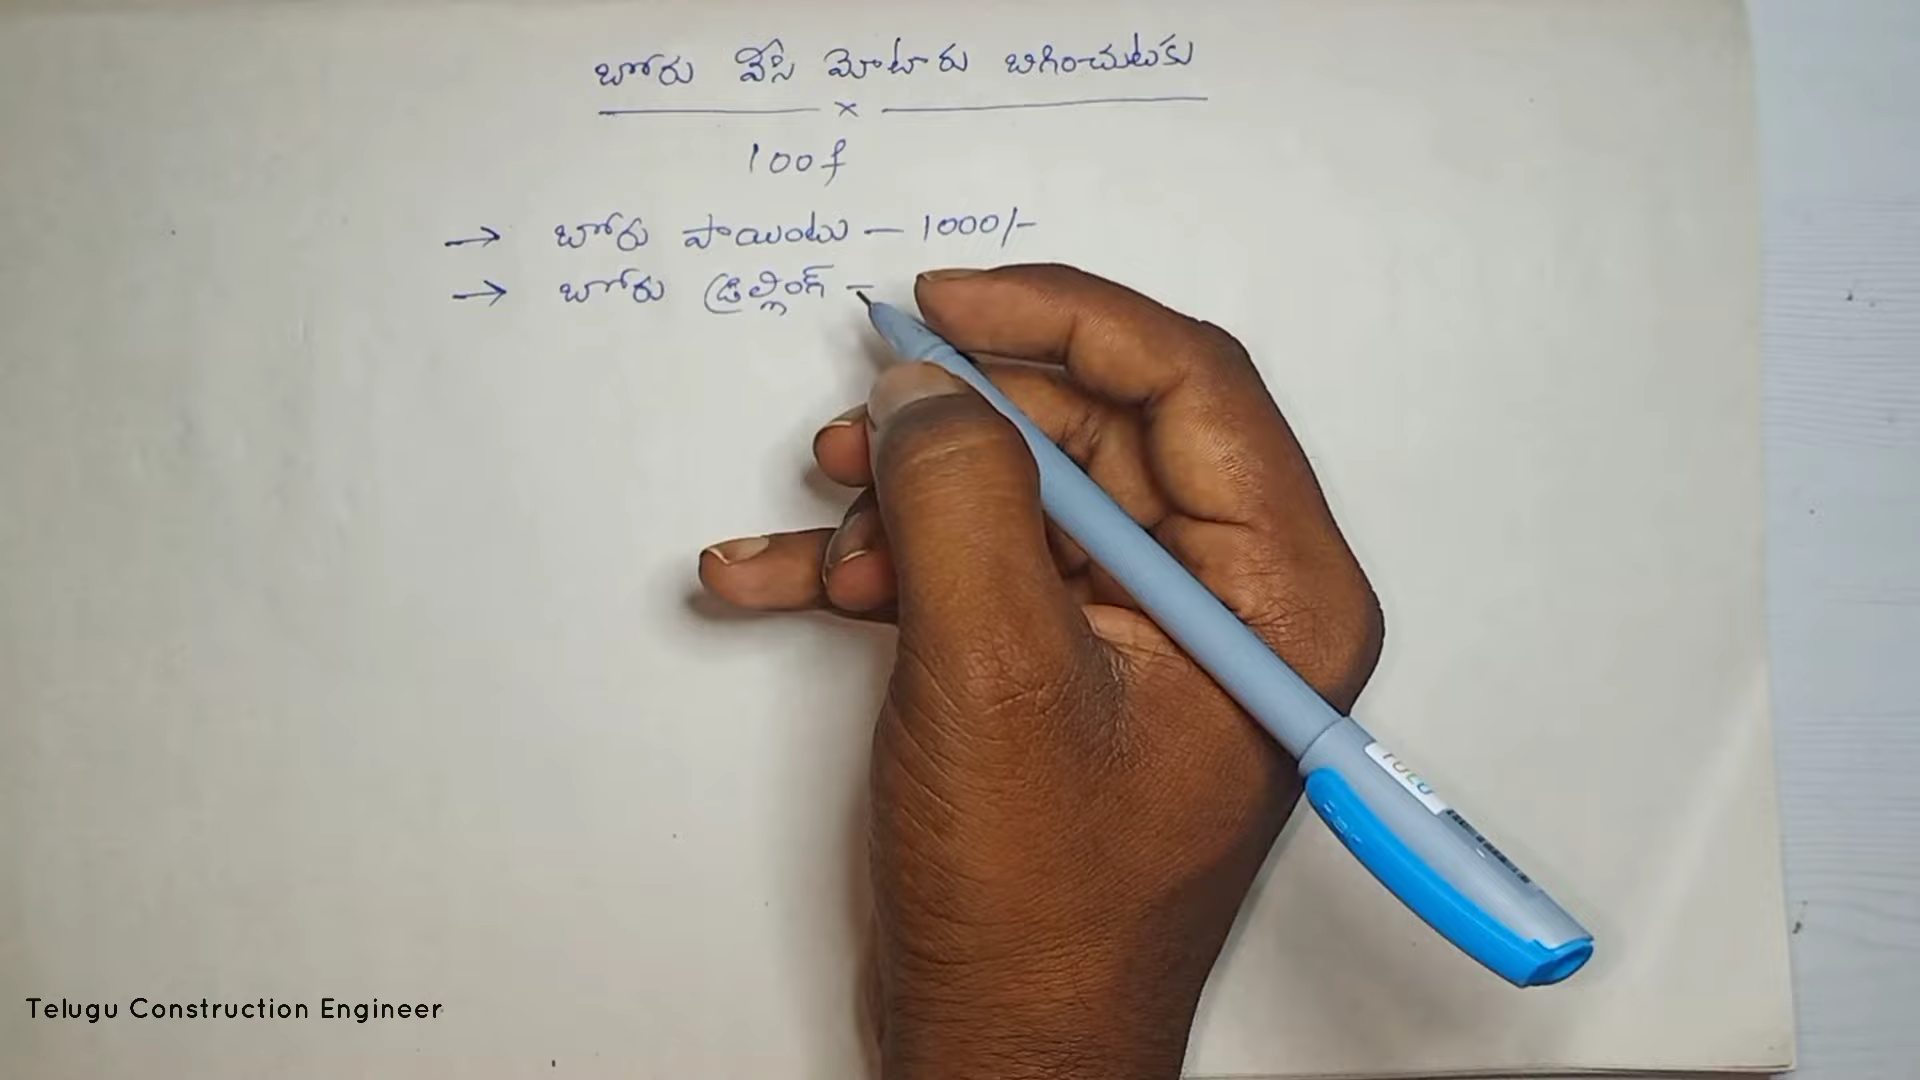 బోరు వేసి మోటారు బిగించుటకు
x
100f
→ బోరు పాయింటు — 1000/-
→ బోరు డ్రిల్లింగ్ –
Telugu Construction Engineer